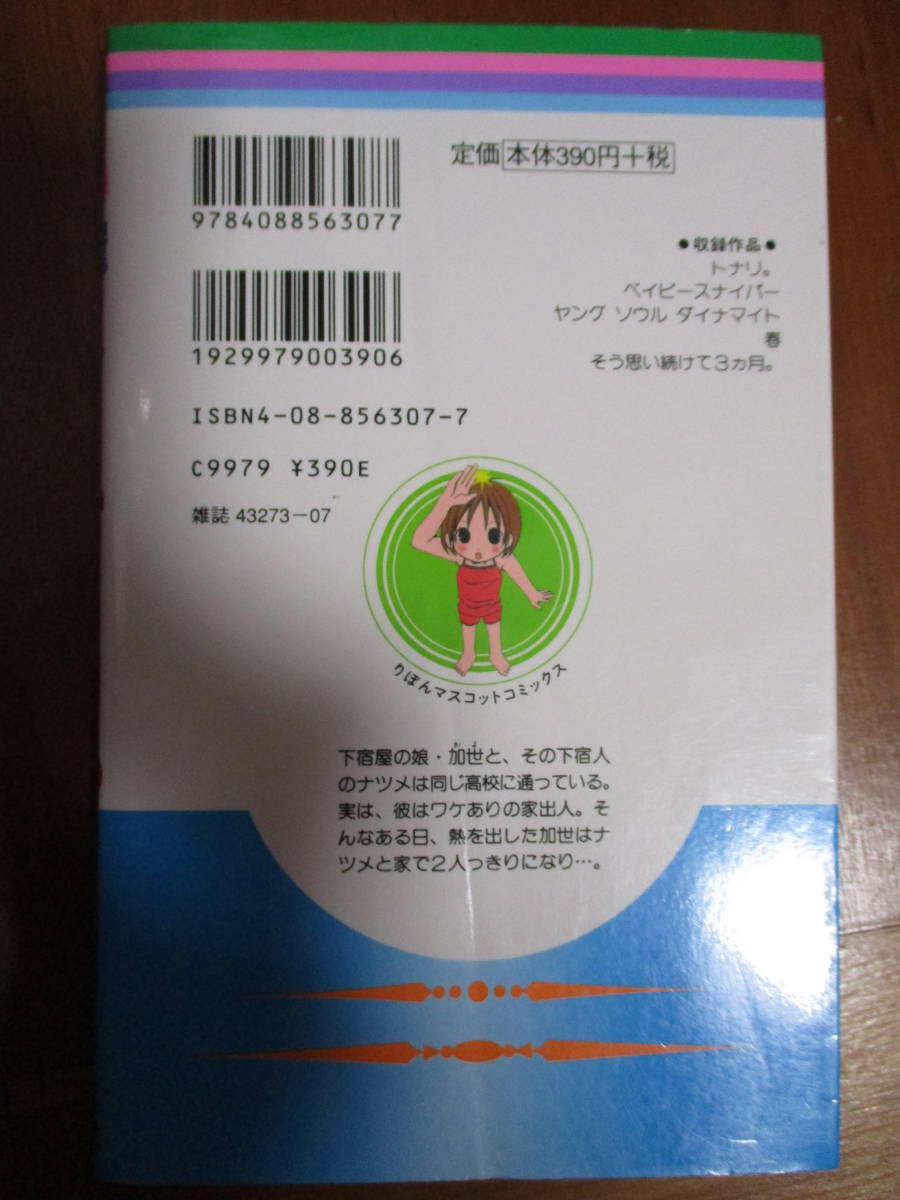 9784088563077
定価 本体390円+税
●収録作品●
トナリ。
ベイビースナイパー
ヤング ソウル ダイナマイト
春
そう思い続けて3ヵ月。
1929979003906
ISBN4-08-856307-7
C9979 ¥390E
雑誌 43273-07
りぼんマスコットコミックス
下宿屋の娘・加世と、その下宿人
のナツメは同じ高校に通っている。
実は、彼はワケありの家出人。そ
んなある日、熱を出した加世はナ
ツメと家で2人っきりになり…。